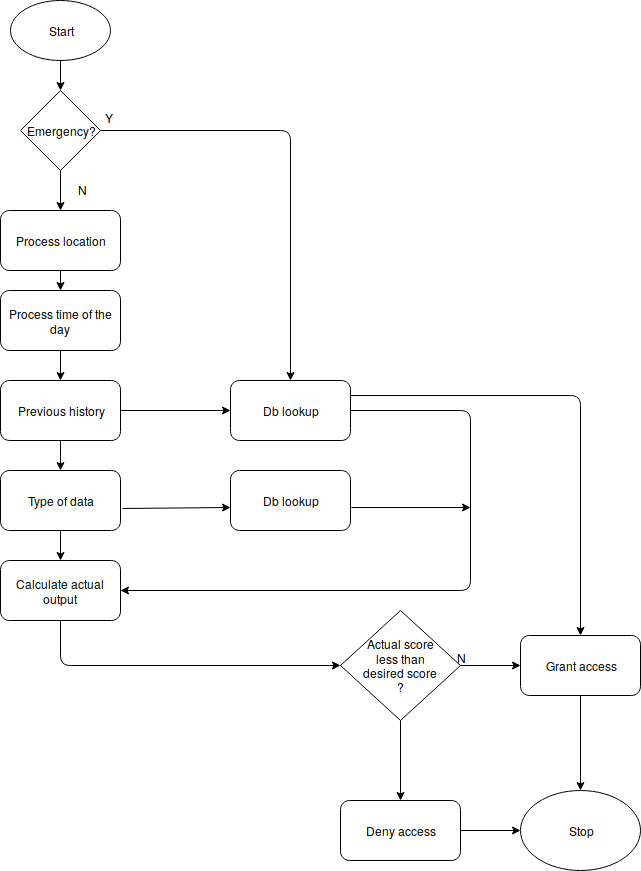 Start
Emergency?
Y
N
Process location
Process time of the
day
Previous history
Db lookup
Type of data
Db lookup
Calculate actual
output
Actual score
less than
desired score
?
N
Grant access
Deny access
Stop